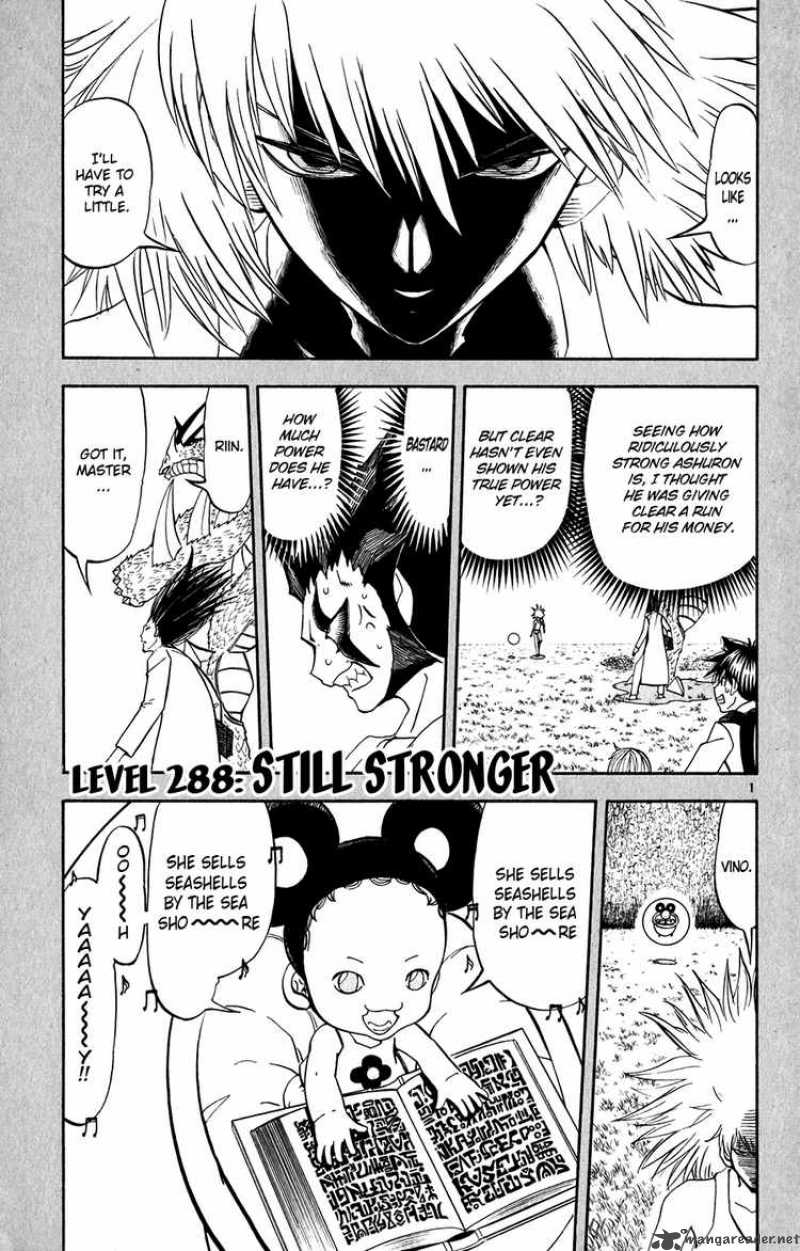 LOOKS
LIKE
...
I'LL
HAVE
TO
TRY A
LITTLE.
SEEING HOW
RIDICULOUSLY
STRONG ASHURON
IS, I THOUGHT
HE WAS GIVING
CLEAR A RUN
FOR HIS MONEY.
BUT CLEAR
HASN'T EVEN
SHOWN HIS
TRUE POWER
YET...?
BASTARD
...
HOW
MUCH
POWER
DOES HE
HAVE...?
RIIN.
GOT IT,
MASTER
...
LEVEL 288: STILL STRONGER
1
VINO.
SHE SELLS
SEASHELLS
BY THE SEA
SHO~~RE
SHE SELLS
SEASHELLS
BY THE SEA
SHO~~~RE
OO~~~H
YAAAAA~~~Y!!
mangareader.net